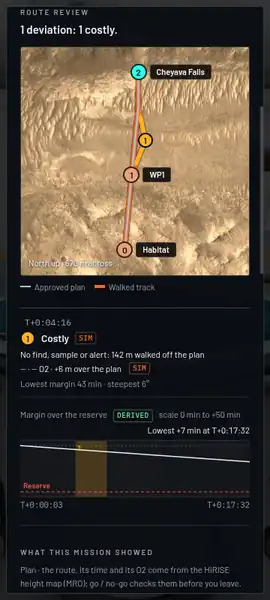 ROUTE REVIEW
1 deviation: 1 costly.
2 Cheyava Falls
1
1 WP1
0 Habitat
North up
across
Approved plan Walked track
T+0:04:16
1 Costly SIM
No find, sample or alert: 142 m walked off the plan
O2 · +6 m over the plan SIM
Lowest margin 43 min · steepest 6°
Margin over the reserve DERIVED scale 0 min to +50 min
Lowest +7 min at T+0:17:32
1
Reserve
T+0:00:03 T+0:17:32
WHAT THIS MISSION SHOWED
Plan · the route, its time and its O2 come from the HiRISE
height map (MRO); go / no-go checks them before you leave.